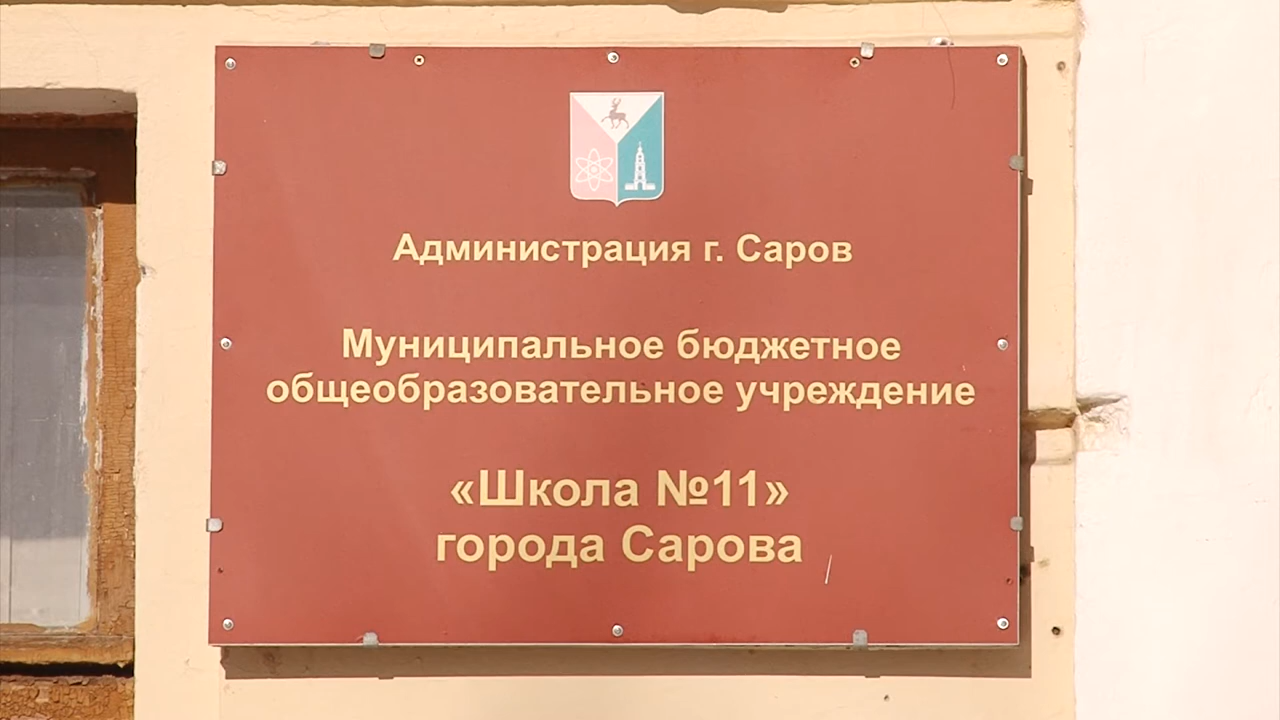 Администрация г. Саров
Муниципальное бюджетное
общеобразовательное учреждение
«Школа №11»
города Сарова